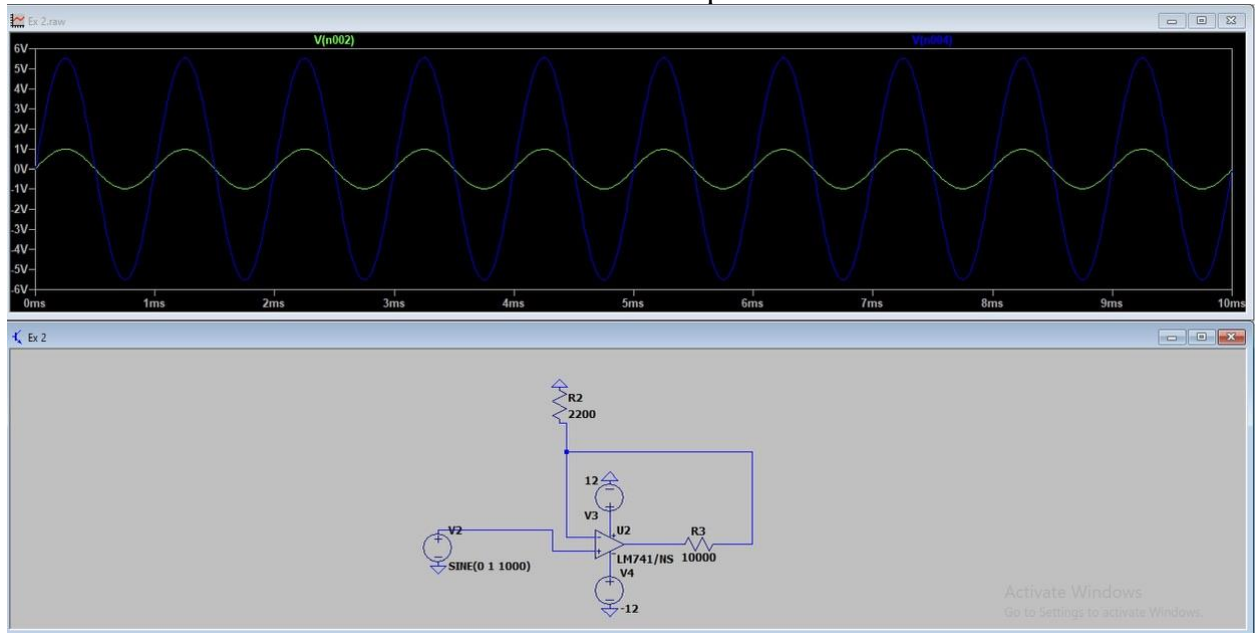 Ex 2.raw
V(n002)
V(n004)
6V
5V
4V
3V
2V
1V
0V
-1V
-2V
-3V
-4V
-5V
-6V
0ms 1ms 2ms 3ms 4ms 5ms 6ms 7ms 8ms 9ms 10ms
Ex 2
R2
2200
12
V3
V2
U2
R3
SINE(0 1 1000)
LM741/NS
10000
V4
-12
Activate Windows
Go to Settings to activate Windows.